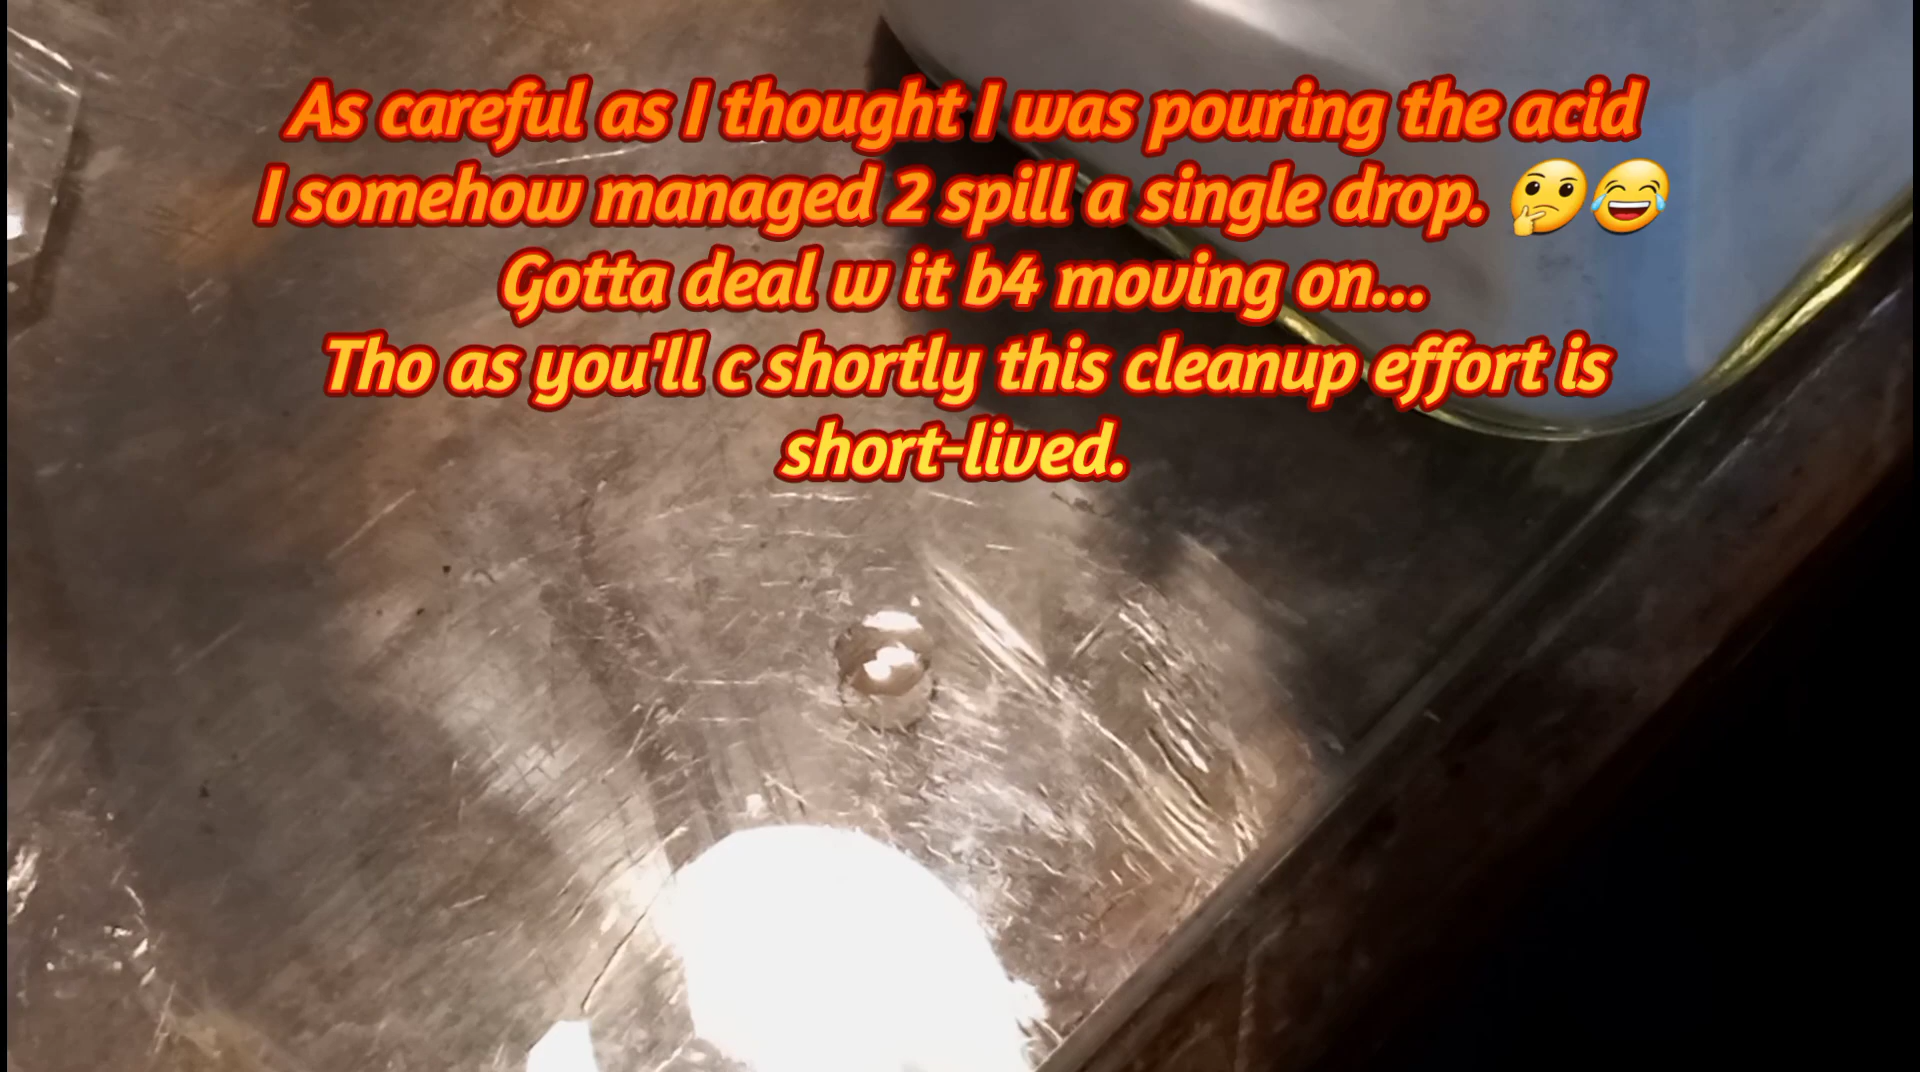 As careful as I thought I was pouring the acid
I somehow managed 2 spill a single drop. 🤔😂
Gotta deal w it b4 moving on...
Tho as you'll c shortly this cleanup effort is
short-lived.